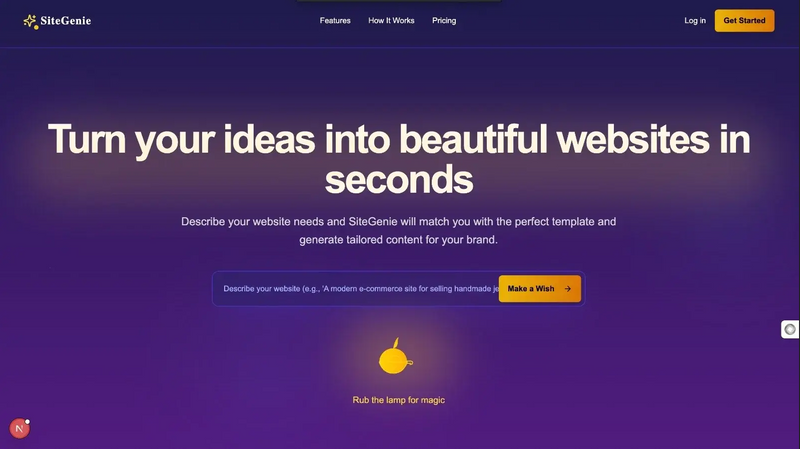 SiteGenie
Features
How It Works
Pricing
Log in
Get Started
Turn your ideas into beautiful websites in
seconds
Describe your website needs and SiteGenie will match you with the perfect template and
generate tailored content for your brand.
Describe your website (e.g., 'A modern e-commerce site for selling handmade je
Make a Wish
Rub the lamp for magic
N